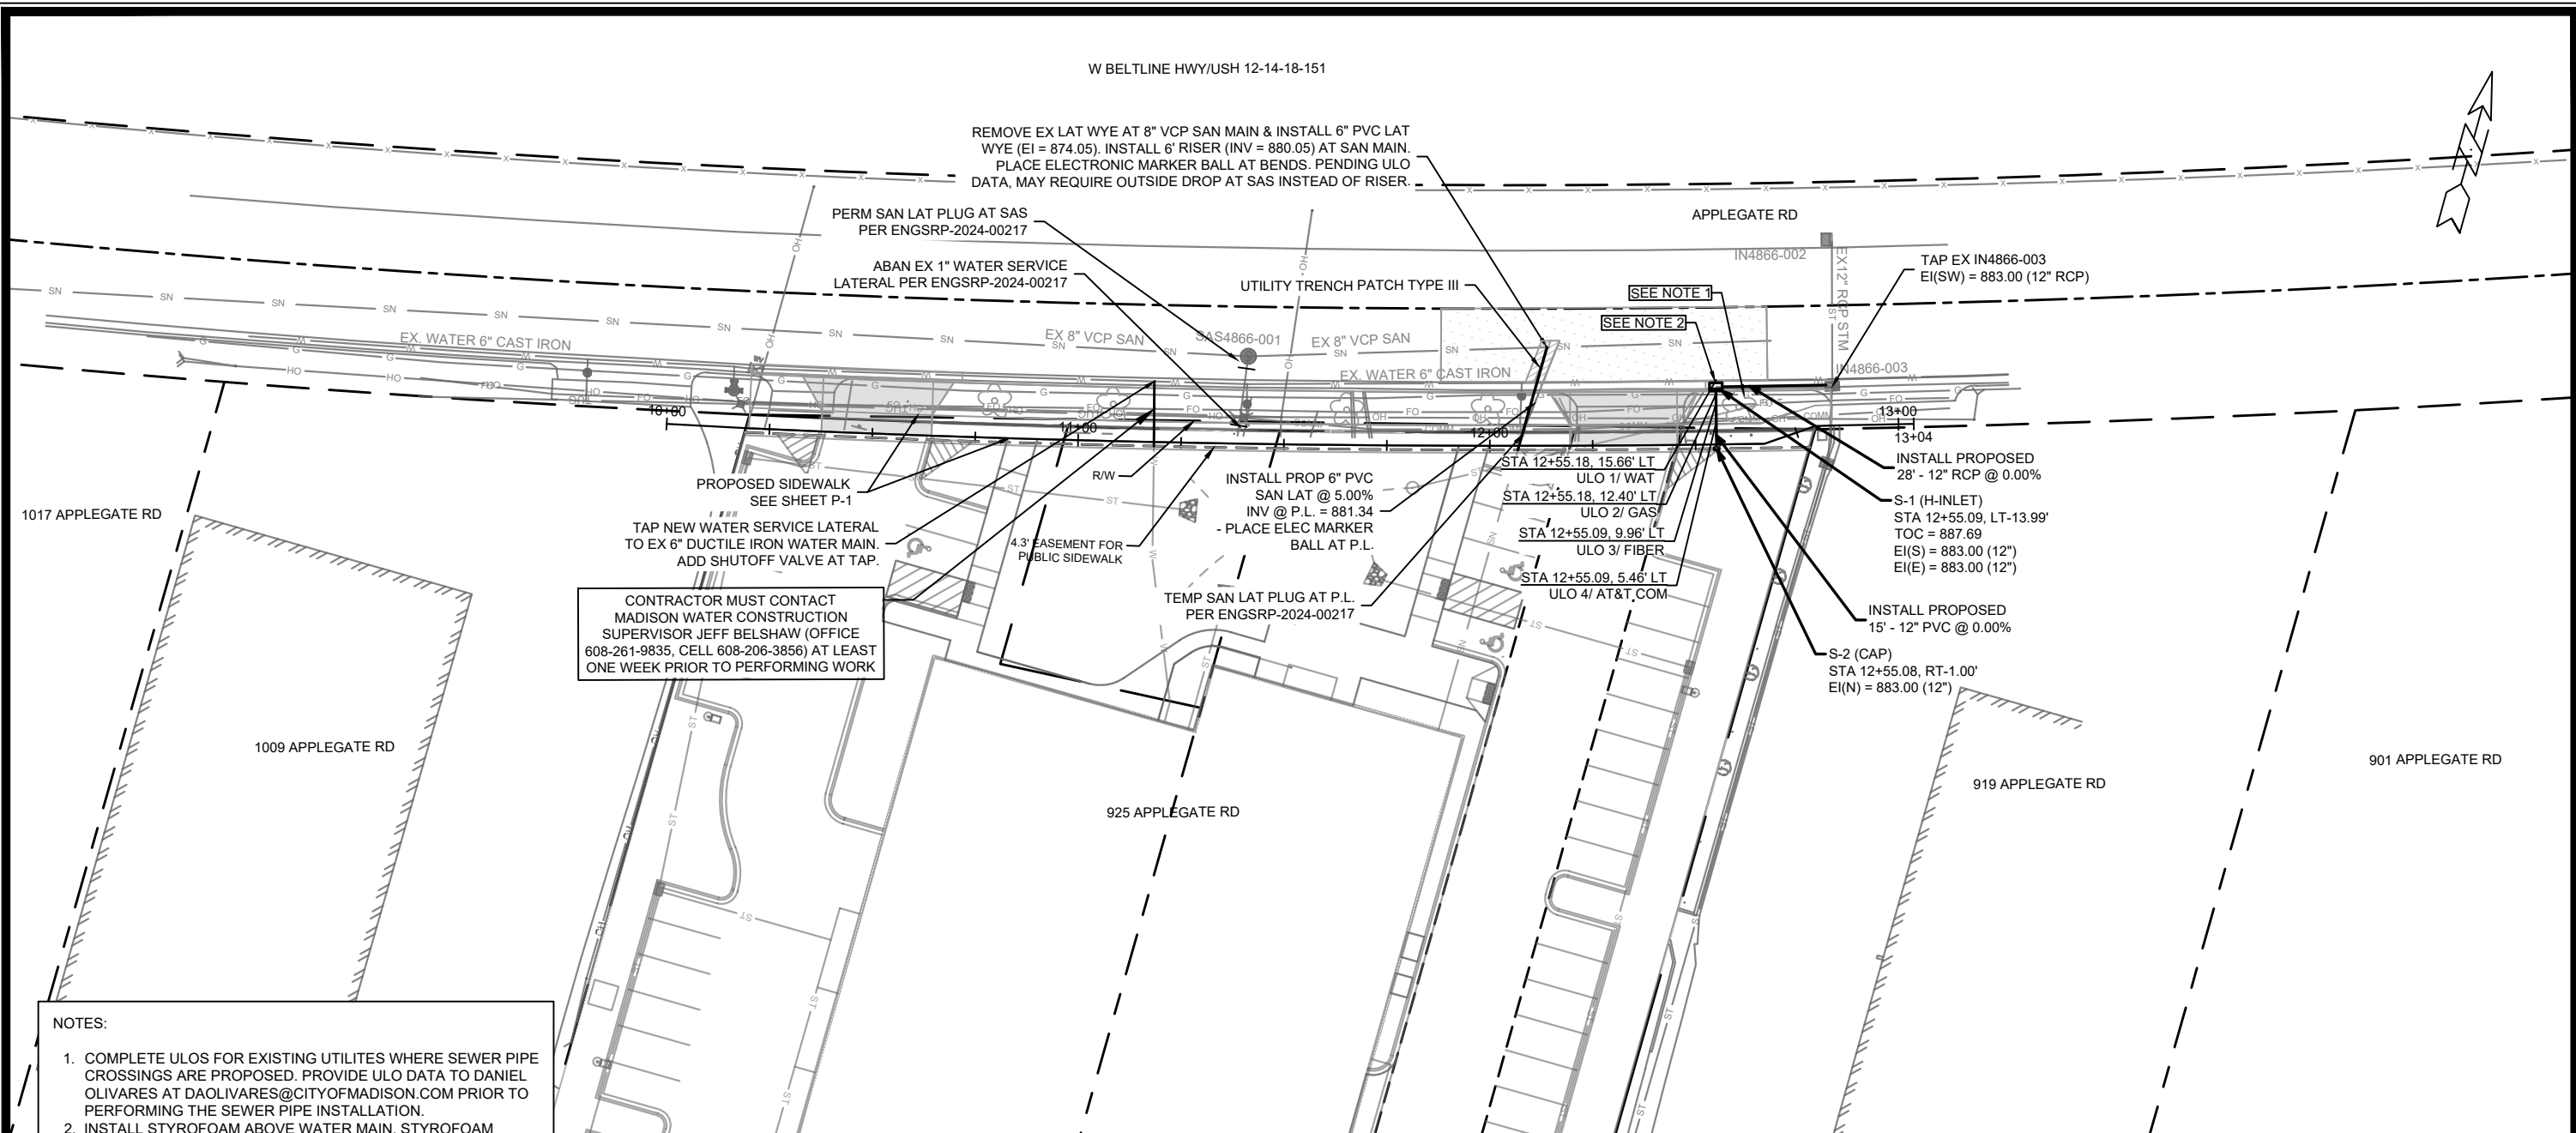 W BELTLINE HWY/USH 12-14-18-151
REMOVE EX LAT WYE AT 8" VCP SAN MAIN & INSTALL 6" PVC LAT
WYE (EI = 874.05). INSTALL 6' RISER (INV = 880.05) AT SAN MAIN.
PLACE ELECTRONIC MARKER BALL AT BENDS. PENDING ULO
DATA, MAY REQUIRE OUTSIDE DROP AT SAS INSTEAD OF RISER.
PERM SAN LAT PLUG AT SAS
PER ENGSRP-2024-00217
APPLEGATE RD
ABAN EX 1" WATER SERVICE
LATERAL PER ENGSRP-2024-00217
UTILITY TRENCH PATCH TYPE III
IN4866-002
EX12" RCP STM
TAP EX IN4866-003
EI(SW) = 883.00 (12" RCP)
SEE NOTE 1
SEE NOTE 2
EX. WATER 6" CAST IRON
EX 8" VCP SAN
SAS4866-001
EX 8" VCP SAN
EX. WATER 6" CAST IRON
IN4866-003
10+00
11+00
12+00
13+00
13+04
PROPOSED SIDEWALK
SEE SHEET P-1
R/W
INSTALL PROP 6" PVC
SAN LAT @ 5.00%
INV @ P.L. = 881.34
- PLACE ELEC MARKER
BALL AT P.L.
STA 12+55.18, 15.66' LT
ULO 1/ WAT
STA 12+55.18, 12.40' LT
ULO 2/ GAS
STA 12+55.09, 9.96' LT
ULO 3/ FIBER
STA 12+55.09, 5.46' LT
ULO 4/ AT&T COM
INSTALL PROPOSED
28' - 12" RCP @ 0.00%
S-1 (H-INLET)
STA 12+55.09, LT-13.99'
TOC = 887.69
EI(S) = 883.00 (12")
EI(E) = 883.00 (12")
1017 APPLEGATE RD
TAP NEW WATER SERVICE LATERAL
TO EX 6" DUCTILE IRON WATER MAIN.
ADD SHUTOFF VALVE AT TAP.
4.3' EASEMENT FOR
PUBLIC SIDEWALK
CONTRACTOR MUST CONTACT
MADISON WATER CONSTRUCTION
SUPERVISOR JEFF BELSHAW (OFFICE
608-261-9835, CELL 608-206-3856) AT LEAST
ONE WEEK PRIOR TO PERFORMING WORK
TEMP SAN LAT PLUG AT P.L.
PER ENGSRP-2024-00217
INSTALL PROPOSED
15' - 12" PVC @ 0.00%
S-2 (CAP)
STA 12+55.08, RT-1.00'
EI(N) = 883.00 (12")
1009 APPLEGATE RD
925 APPLEGATE RD
919 APPLEGATE RD
901 APPLEGATE RD
NOTES:
1. COMPLETE ULOS FOR EXISTING UTILITES WHERE SEWER PIPE
CROSSINGS ARE PROPOSED. PROVIDE ULO DATA TO DANIEL
OLIVARES AT DAOLIVARES@CITYOFMADISON.COM PRIOR TO
PERFORMING THE SEWER PIPE INSTALLATION.
2. INSTALL STYROFOAM ABOVE WATER MAIN. STYROFOAM